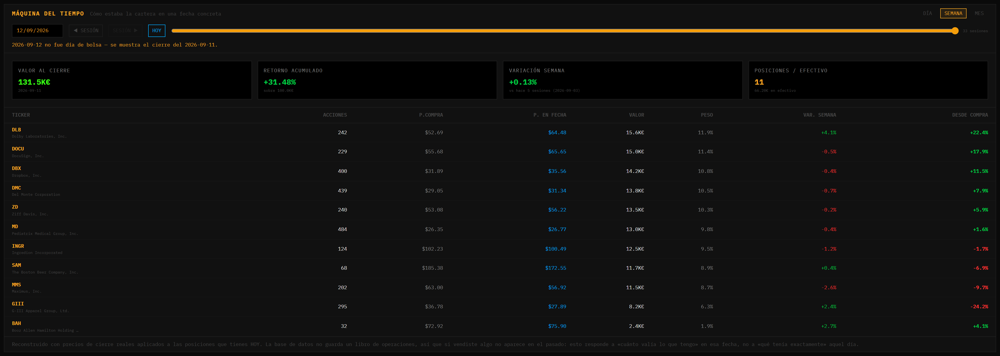 MÁQUINA DEL TIEMPO Cómo estaba la cartera en una fecha concreta DÍA SEMANA MES
12/09/2026 ◀ SESIÓN SESIÓN ▶ HOY 33 sesiones
2026-09-12 no fue día de bolsa — se muestra el cierre del 2026-09-11.
VALOR AL CIERRE
131.5K€
2026-09-11
RETORNO ACUMULADO
+31.48%
sobre 100.0K€
VARIACIÓN SEMANA
+0.13%
vs hace 5 sesiones (2026-09-03)
POSICIONES / EFECTIVO
11
66.20€ en efectivo
TICKER ACCIONES P.COMPRA P. EN FECHA VALOR PESO VAR. SEMANA DESDE COMPRA
DLB 242 $52.69 $64.48 15.6K€ 11.9% +4.1% +22.4%
Dolby Laboratories, Inc.
DOCU 229 $55.68 $65.65 15.0K€ 11.4% -0.5% +17.9%
DocuSign, Inc.
DBX 400 $31.89 $35.56 14.2K€ 10.8% -0.4% +11.5%
Dropbox, Inc.
DMC 439 $29.05 $31.34 13.8K€ 10.5% -0.7% +7.9%
Del Monte Corporation
ZD 240 $53.08 $56.22 13.5K€ 10.3% -0.2% +5.9%
Ziff Davis, Inc.
MD 484 $26.35 $26.77 13.0K€ 9.8% -0.4% +1.6%
Pediatrix Medical Group, Inc.
INGR 124 $102.23 $100.49 12.5K€ 9.5% -1.2% -1.7%
Ingredion Incorporated
SAM 68 $185.38 $172.55 11.7K€ 8.9% +0.4% -6.9%
The Boston Beer Company, Inc.
MMS 202 $63.00 $56.92 11.5K€ 8.7% -2.6% -9.7%
Maximus, Inc.
GIII 295 $36.78 $27.89 8.2K€ 6.3% +2.4% -24.2%
G-III Apparel Group, Ltd.
BAH 32 $72.92 $75.90 2.4K€ 1.9% +2.7% +4.1%
Booz Allen Hamilton Holding …
Reconstruido con precios de cierre reales aplicados a las posiciones que tienes HOY. La base de datos no guarda un libro de operaciones, así que si vendiste algo no aparece en el pasado: esto responde a «cuánto valía lo que tengo» en esa fecha, no a «qué tenía exactamente» aquel día.